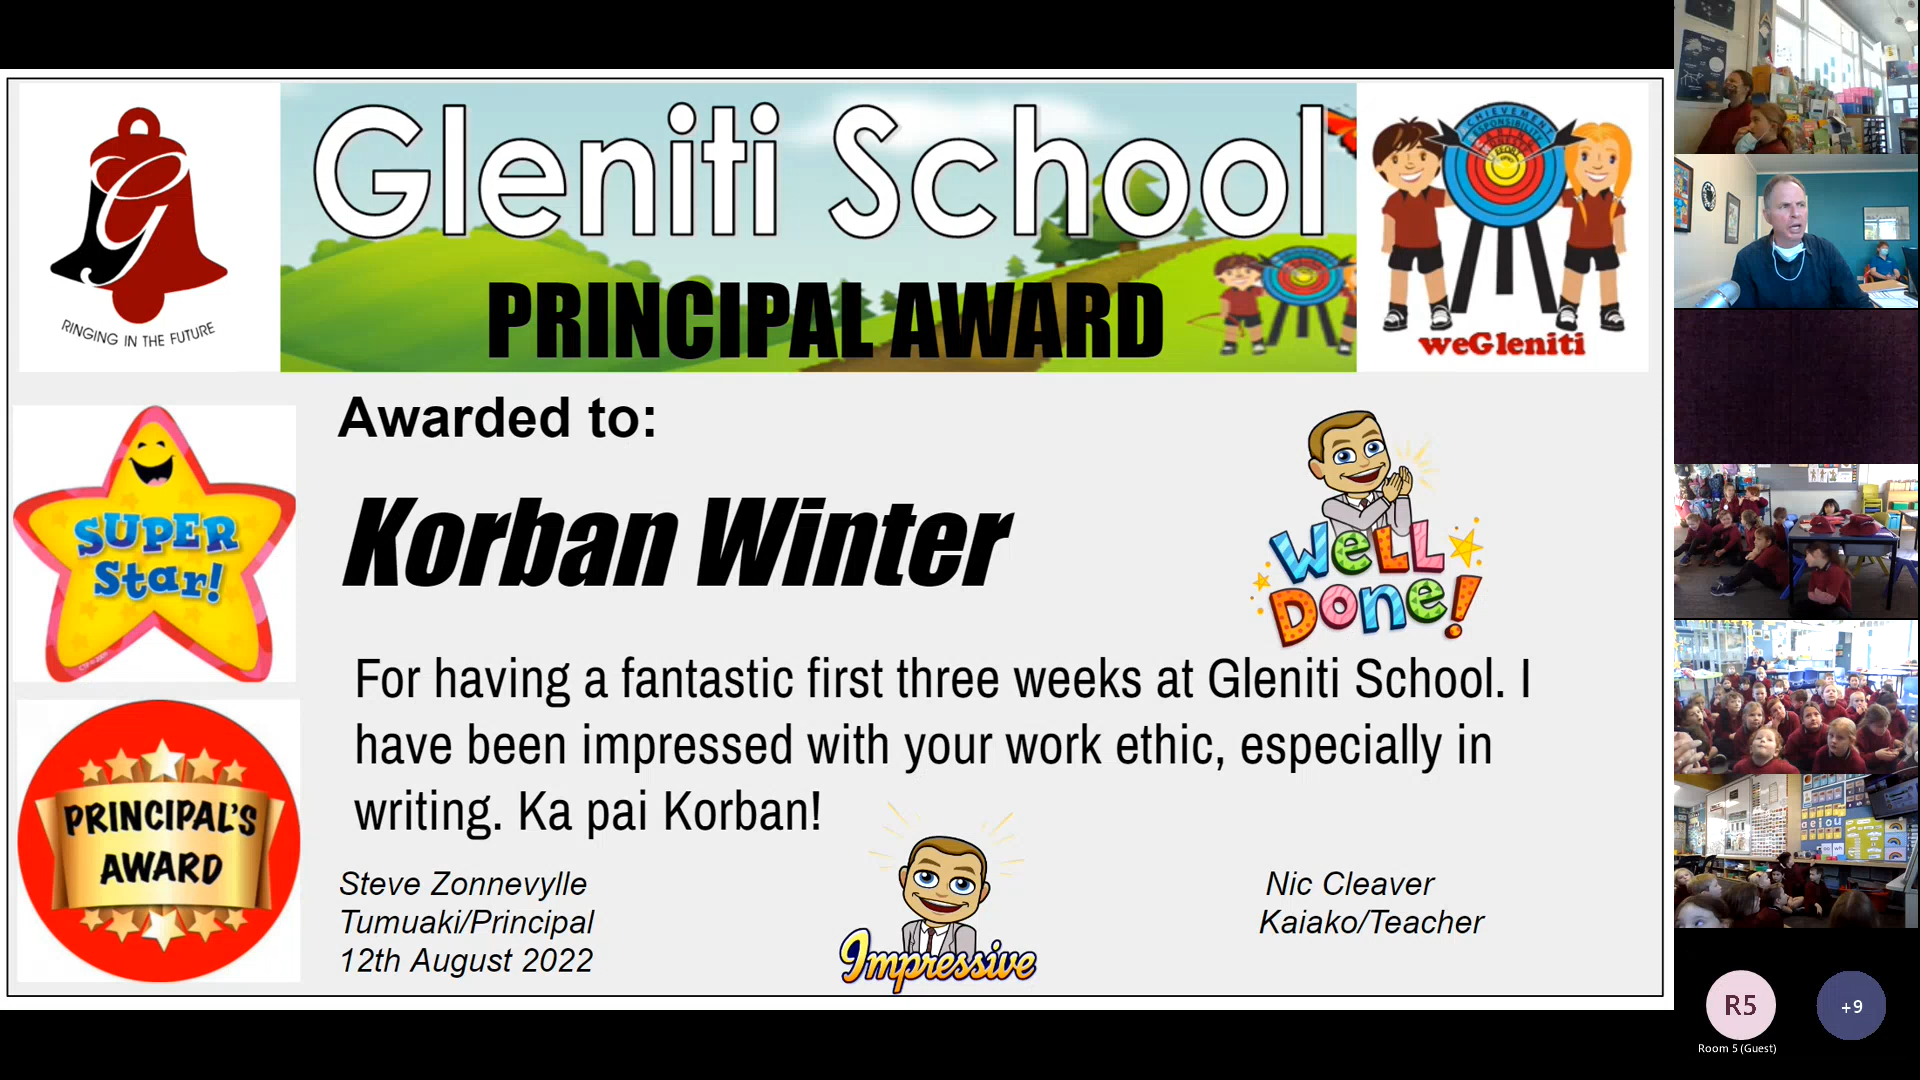 Gleniti School
PRINCIPAL AWARD
G
RINGING IN THE FUTURE
ACHIEVEMENT
RESPONSIBILITY
weGleniti
SUPER
Star!
PRINCIPAL'S
AWARD
Awarded to:
Korban Winter
WELL
DONE!
For having a fantastic first three weeks at Gleniti School. I
have been impressed with your work ethic, especially in
writing. Ka pai Korban!
Steve Zonnevylle
Tumuaki/Principal
12th August 2022
Impressive
Nic Cleaver
Kaiako/Teacher
a e i o u
R5
Room 5 (Guest)
+9